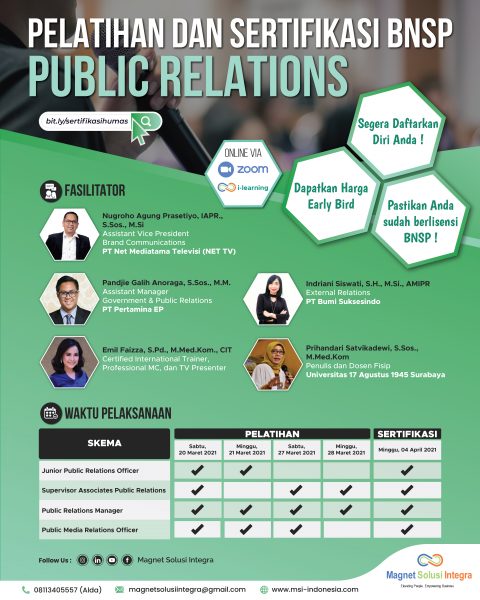 PELATIHAN DAN SERTIFIKASI BNSP
PUBLIC RELATIONS
bit.ly/sertifikasihumas
ONLINE VIA
zoom
i-learning
Segera Daftarkan
Diri Anda !
Dapatkan Harga
Early Bird
Pastikan Anda
sudah berlisensi
BNSP !
FASILITATOR
Nugroho Agung Prasetiyo, IAPR.,
S.Sos., M.Si
Assistant Vice President
Brand Communications
PT Net Mediatama Televisi (NET TV)
Pandjie Galih Anoraga, S.Sos., M.M.
Assistant Manager
Government & Public Relations
PT Pertamina EP
Indriani Siswati, S.H., M.Si., AMIPR
External Relations
PT Bumi Suksesindo
Emil Faizza, S.Pd., M.Med.Kom., CIT
Certified International Trainer,
Professional MC, dan TV Presenter
Prihandari Satvikadewi, S.Sos.,
M.Med.Kom
Penulis dan Dosen Fisip
Universitas 17 Agustus 1945 Surabaya
WAKTU PELAKSANAAN
SKEMA
PELATIHAN
SERTIFIKASI
Sabtu,
20 Maret 2021
Minggu,
21 Maret 2021
Sabtu,
27 Maret 2021
Minggu,
28 Maret 2021
Minggu, 04 April 2021
Junior Public Relations Officer
Supervisor Associates Public Relations
Public Relations Manager
Public Media Relations Officer
Follow Us :
Magnet Solusi Integra
Magnet Solusi Integra
Develop People, Empowering Business
08113405557 (Alda)
magnetsolusiintegra@gmail.com
www.msi-indonesia.com